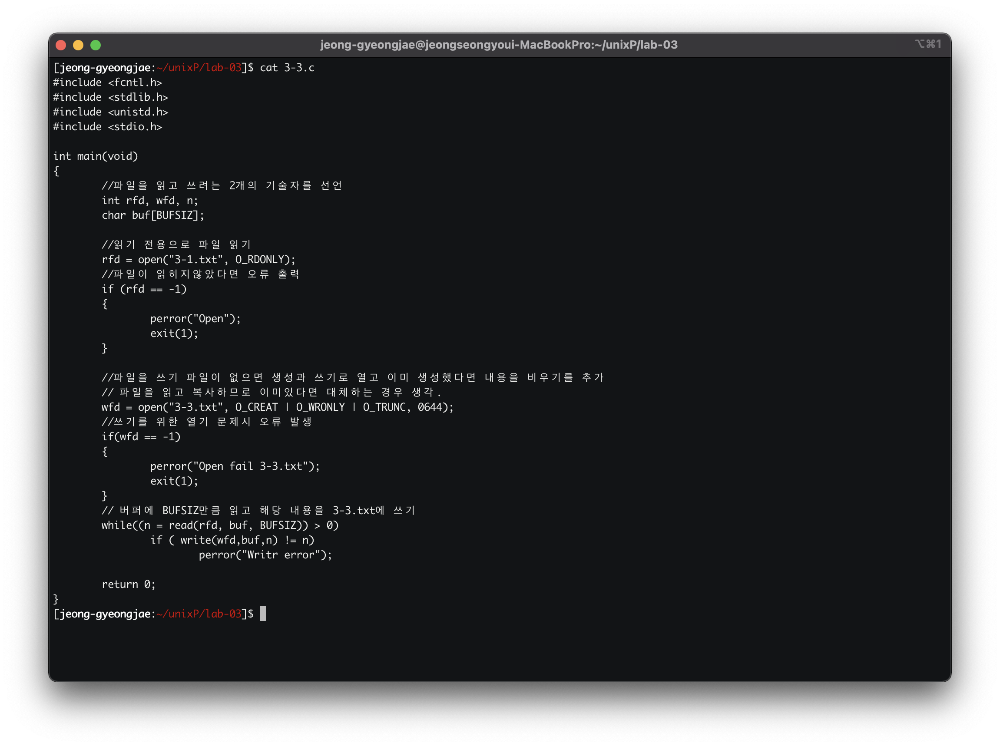 jeong-gyeongjae@jeongseongyoui-MacBookPro:~/unixP/lab-03
⌥⌘1
[jeong-gyeongjae:~/unixP/lab-03]$ cat 3-3.c
#include <fcntl.h>
#include <stdlib.h>
#include <unistd.h>
#include <stdio.h>
int main(void)
{
//파일을 읽고 쓰려는 2개의 기술자를 선언
int rfd, wfd, n;
char buf[BUFSIZ];
//읽기 전용으로 파일 읽기
rfd = open("3-1.txt", O_RDONLY);
//파일이 읽히지않았다면 오류 출력
if (rfd == -1)
{
perror("Open");
exit(1);
}
//파일을 쓰기 파일이 없으면 생성과 쓰기로 열고 이미 생성했다면 내용을 비우기를 추가
// 파일을 읽고 복사하므로 이미있다면 대체하는 경우 생각.
wfd = open("3-3.txt", O_CREAT | O_WRONLY | O_TRUNC, 0644);
//쓰기를 위한 열기 문제시 오류 발생
if(wfd == -1)
{
perror("Open fail 3-3.txt");
exit(1);
}
// 버퍼에 BUFSIZ만큼 읽고 해당 내용을 3-3.txt에 쓰기
while((n = read(rfd, buf, BUFSIZ)) > 0)
if ( write(wfd,buf,n) != n)
perror("Writr error");
return 0;
}
[jeong-gyeongjae:~/unixP/lab-03]$